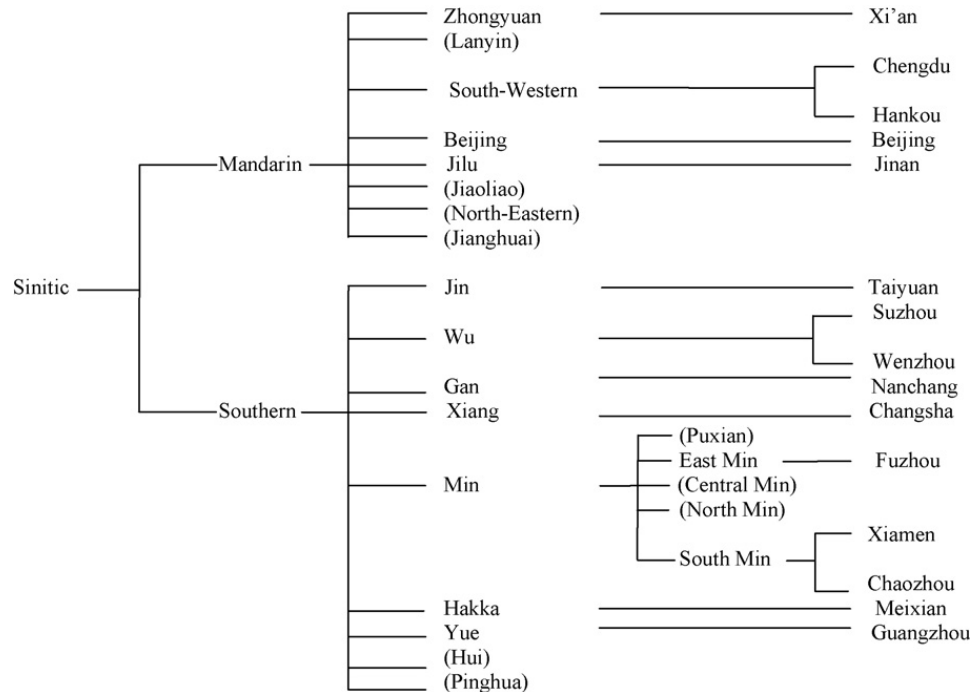 Zhongyuan Xi’an
(Lanyin)
Chengdu
South-Western
Hankou
Beijing Beijing
Mandarin Jilu Jinan
(Jiaoliao)
(North-Eastern)
(Jianghuai)
Sinitic Jin Taiyuan
Suzhou
Wu
Wenzhou
Gan Nanchang
Southern Xiang Changsha
(Puxian)
East Min Fuzhou
Min (Central Min)
(North Min)
Xiamen
South Min
Chaozhou
Hakka Meixian
Yue Guangzhou
(Hui)
(Pinghua)